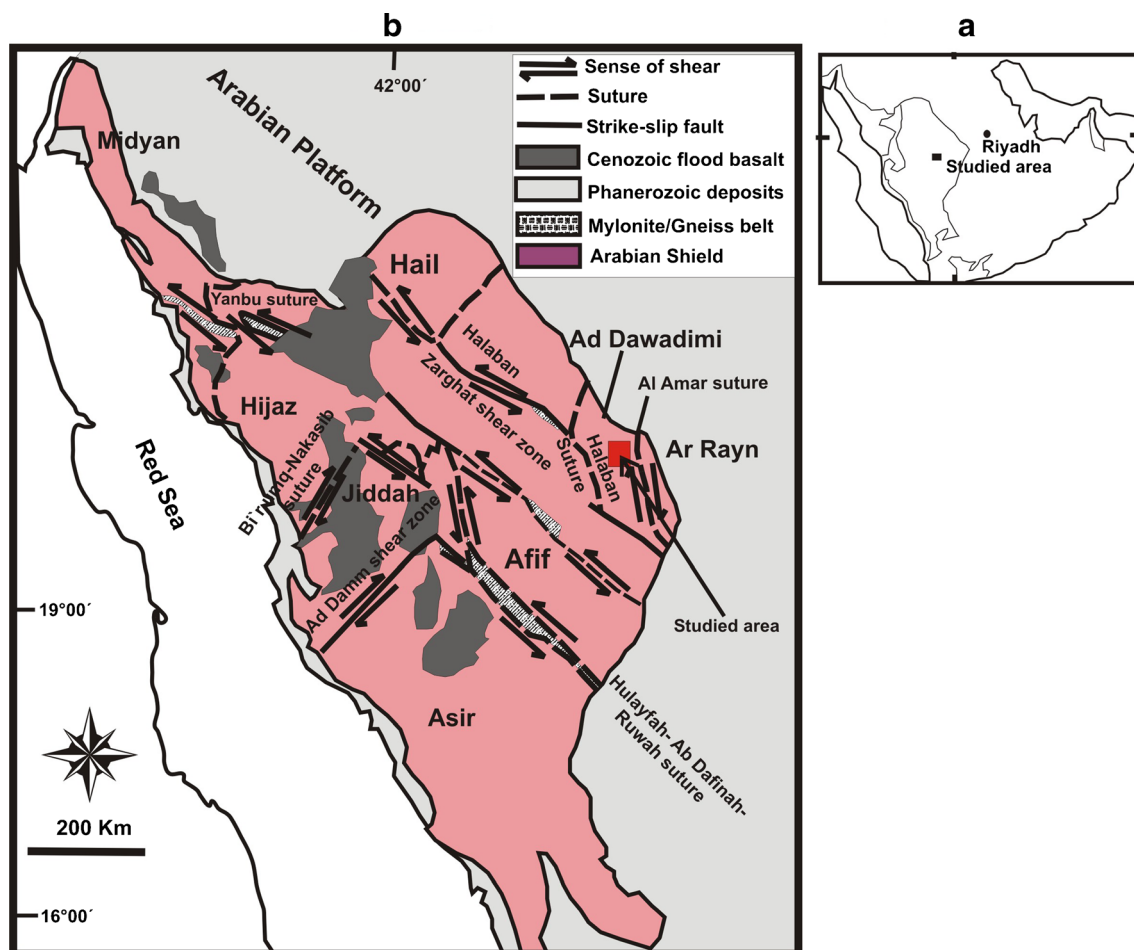 b
a
42°00´
Sense of shear
Suture
Strike-slip fault
Cenozoic flood basalt
Phanerozoic deposits
Mylonite/Gneiss belt
Arabian Shield
Riyadh
Studied area
Arabian Platform
Midyan
Hail
Yanbu suture
Halaban
Zarghat shear zone
Ad Dawadimi
Al Amar suture
Suture
Halaban
Ar Rayn
Hijaz
Bi`r umq-Nakasib
suture
Jiddah
Red Sea
Ad Damm shear zone
Afif
19°00´
Studied area
Asir
Hulayfah- Ab Dafinah-
Ruwah suture
200 Km
16°00´